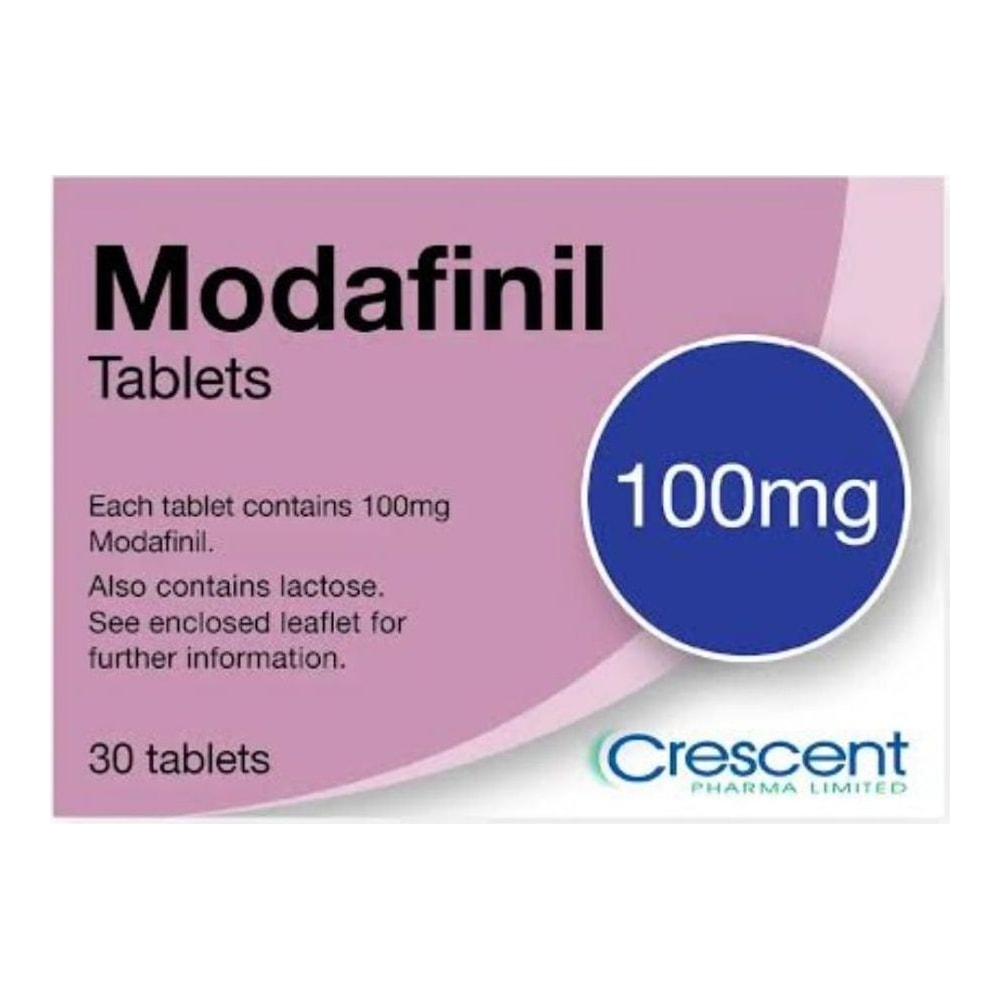 Modafinil
Tablets
100mg
Each tablet contains 100mg
Modafinil.
Also contains lactose.
See enclosed leaflet for
further information.
30 tablets
Crescent
PHARMA LIMITED